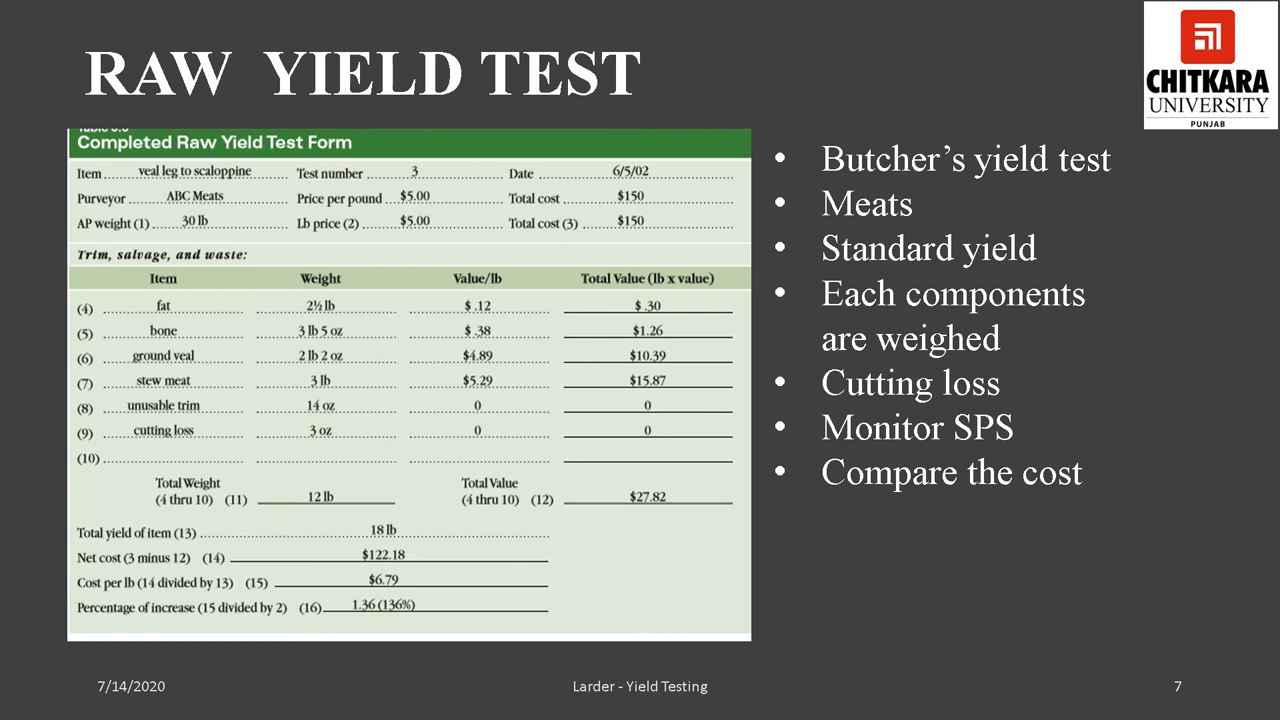 RAW YIELD TEST
CHITKARA
UNIVERSITY
PUNJAB
Completed Raw Yield Test Form
Item veal leg to scaloppine Test number 3 Date 6/5/02
Purveyor ABC Meats Price per pound $5.00 Total cost $150
AP weight (1) 30 lb Lb price (2) $5.00 Total cost (3) $150
Trim, salvage, and waste:
Item Weight Value/lb Total Value (lb x value)
(4) fat 2½ lb $ .12 $ .30
(5) bone 3 lb 5 oz $ .38 $1.26
(6) ground veal 2 lb 2 oz $4.89 $10.39
(7) stew meat 3 lb $5.29 $15.87
(8) unusable trim 14 oz 0 0
(9) cutting loss 3 oz 0 0
(10)
Total Weight Total Value
(4 thru 10) (11) 12 lb (4 thru 10) (12) $27.82
Total yield of item (13) 18 lb
Net cost (3 minus 12) (14) $122.18
Cost per lb (14 divided by 13) (15) $6.79
Percentage of increase (15 divided by 2) (16) 1.36 (136%)
• Butcher's yield test
• Meats
• Standard yield
• Each components
are weighed
• Cutting loss
• Monitor SPS
• Compare the cost
7/14/2020 Larder - Yield Testing 7